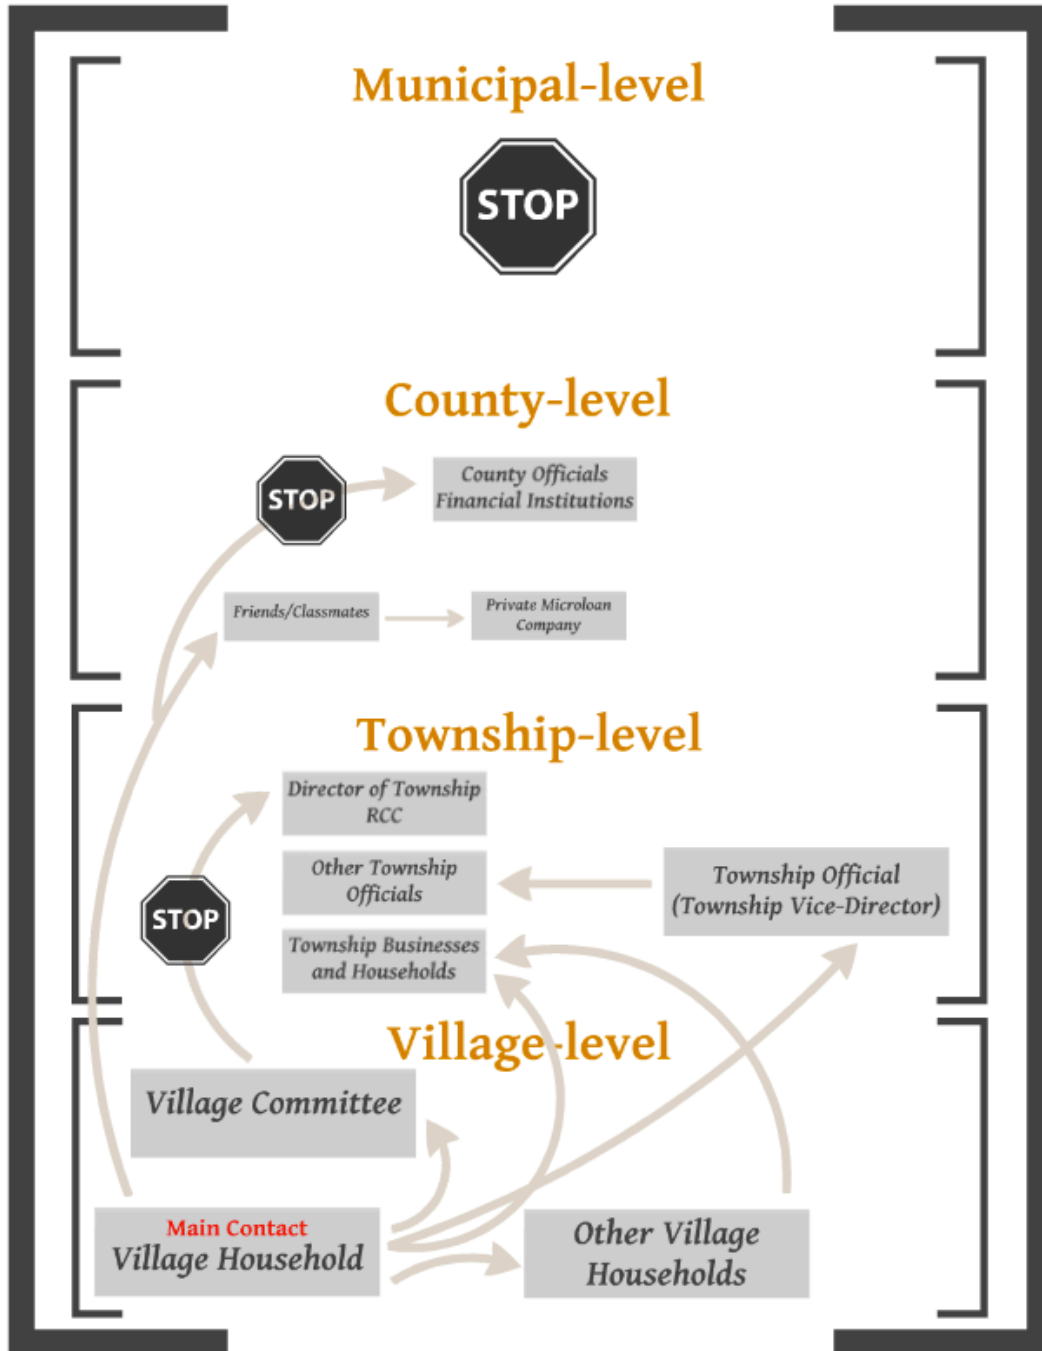 Municipal-level
STOP
County-level
STOP
County Officials
Financial Institutions
Friends/Classmates
Private Microloan
Company
Township-level
Director of Township
RCC
Other Township
Officials
Township Official
(Township Vice-Director)
STOP
Township Businesses
and Households
Village-level
Village Committee
Main Contact
Village Household
Other Village
Households